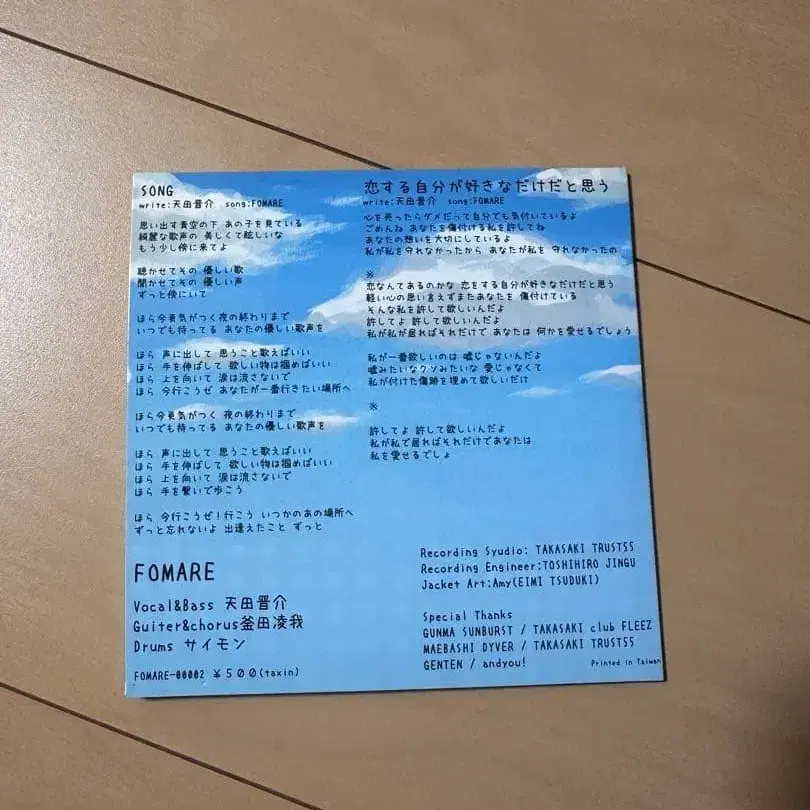 SONG
write:天田晋介 song:FOMARE
思い出す青空の下 あの子を見ている
綺麗な歌声の 美しくて眩しいな
もう少し傍に来てよ
聴かせてその 優しい歌
聞かせてその 優しい声
ずっと傍にいて
ほら今勇気がつく夜の終わりまで
いつでも待ってる あなたの優しい歌声を
ほら 声に出して 思うこと歌えばいい
ほら 手を伸ばして 欲しい物は掴めばいい
ほら 上を向いて 涙は流さないで
ほら 今行こうぜ あなたが一番行きたい場所へ
ほら今勇気がつく 夜の終わりまで
いつでも待ってる あなたの優しい歌声を
ほら 声に出して 思うこと歌えばいい
ほら 手を伸ばして 欲しい物は掴めばいい
ほら 上を向いて 涙は流さないで
ほら 手を繋いで歩こう
ほら 今行こうぜ!行こう いつかのあの場所へ
ずっと忘れないよ 出逢えたこと ずっと
恋する自分が好きなだけだと思う
write:天田晋介 song:FOMARE
心を売ったらダメだって自分でも気付いているよ
ごめんね あなたを傷付ける私を許してね
あなたの想いを大切にしているよ
私が私を守れなかったから あなたが私を 守れなかったの
※
恋なんてあるのかな 恋をする自分が好きなだけだと思う
軽い心の思い言えずまたあなたを 傷付けている
そんな私を許して欲しいんだよ
許してよ 許して欲しいんだよ
私が私が居ればそれだけで あなたは 何かを愛せるでしょう
私が一番欲しいのは 嘘じゃないんだよ
嘘みたいなクソみたいな 愛じゃなくて
私が付けた傷跡を埋めて欲しいだけ
※
許してよ 許して欲しいんだよ
私が私で居ればそれだけであなたは
私を愛せるでしょ
FOMARE
Vocal&Bass 天田晋介
Guiter&chorus釜田凌我
Drums サイモン
FOMARE-00002 ¥500(taxin)
Recording Syudio: TAKASAKI TRUST55
Recording Engineer:TOSHIHIRO JINGU
Jacket Art:Amy(EIMI TSUDUKI)
Special Thanks
GUNMA SUNBURST / TAKASAKI club FLEEZ
MAEBASHI DYVER / TAKASAKI TRUST55
GENTEN / andyou!
Printed in Taiwan